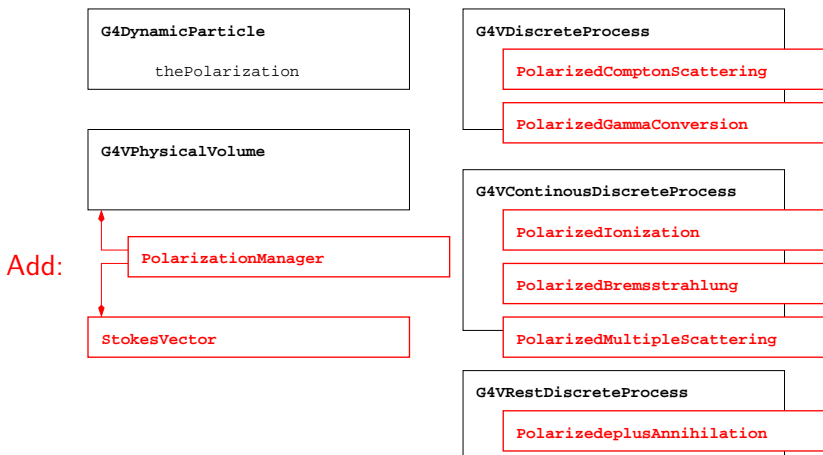 G4DynamicParticle
thePolarization
G4VPhysicalVolume
Add:
PolarizationManager
StokesVector
G4VDiscreteProcess
PolarizedComptonScattering
PolarizedGammaConversion
G4VContinousDiscreteProcess
PolarizedIonization
PolarizedBremsstrahlung
PolarizedMultipleScattering
G4VRestDiscreteProcess
PolarizedeplusAnnihilation